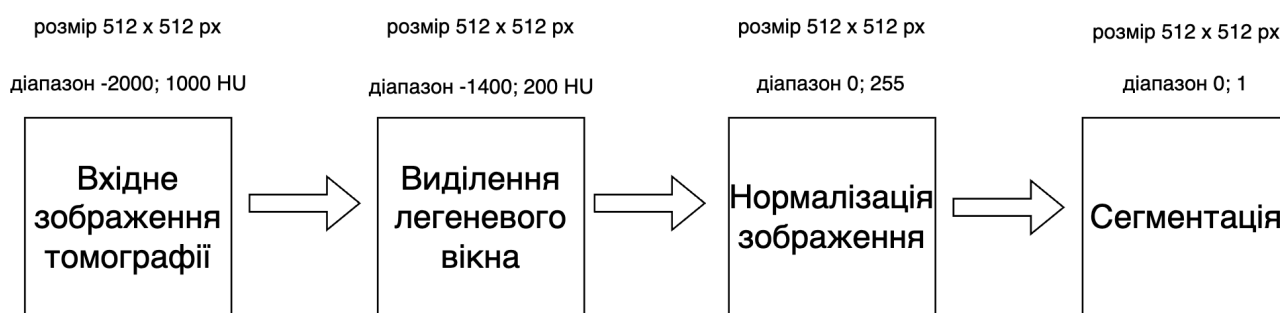 розмір 512 x 512 px
діапазон -2000; 1000 HU
Вхідне
зображення
томографії
розмір 512 x 512 px
діапазон -1400; 200 HU
Виділення
легеневого
вікна
розмір 512 x 512 px
діапазон 0; 255
Нормалізація
зображення
розмір 512 x 512 px
діапазон 0; 1
Сегментація